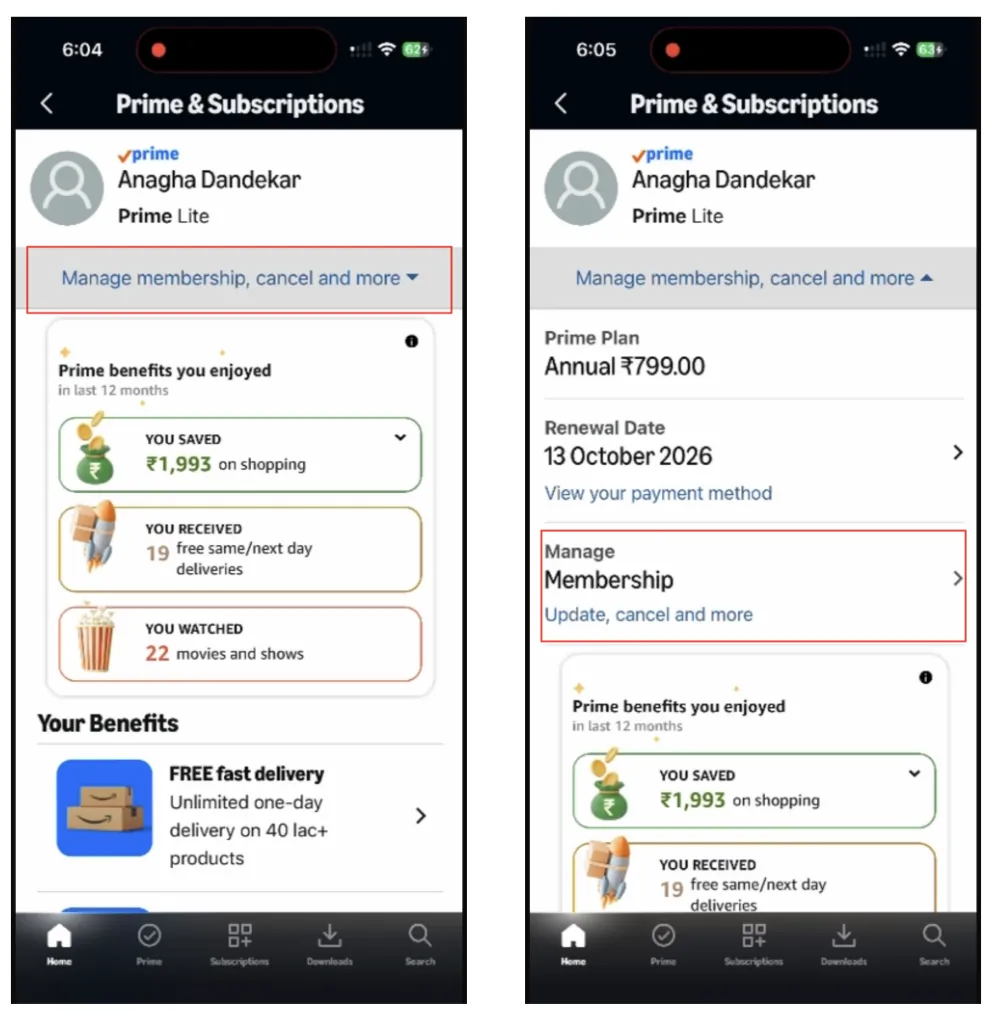 6:04
62
Prime & Subscriptions
prime
Anagha Dandekar
Prime Lite
Manage membership, cancel and more
Prime benefits you enjoyed
in last 12 months
YOU SAVED
₹1,993 on shopping
YOU RECEIVED
19 free same/next day
deliveries
YOU WATCHED
22 movies and shows
Your Benefits
FREE fast delivery
Unlimited one-day
delivery on 40 lac+
products
Home
Prime
Subscriptions
Downloads
Search
6:05
63
Prime & Subscriptions
prime
Anagha Dandekar
Prime Lite
Manage membership, cancel and more
Prime Plan
Annual ₹799.00
Renewal Date
13 October 2026
View your payment method
Manage
Membership
Update, cancel and more
Prime benefits you enjoyed
in last 12 months
YOU SAVED
₹1,993 on shopping
YOU RECEIVED
19 free same/next day
deliveries
Home
Prime
Subscriptions
Downloads
Search